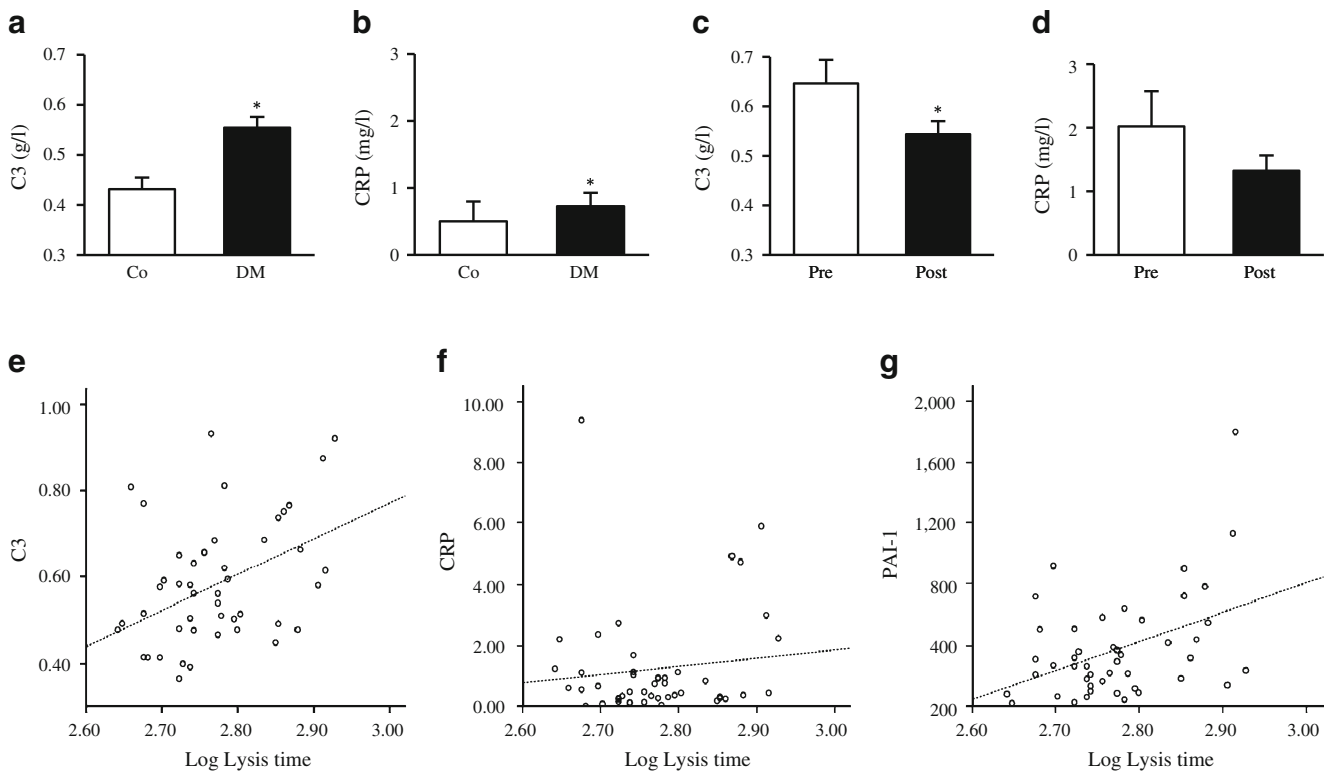 a
C3 (g/l)
0.7
0.6
0.5
0.4
0.3
*
Co
DM
b
CRP (mg/l)
3
2
1
0
*
Co
DM
c
C3 (g/l)
0.7
0.6
0.5
0.4
0.3
*
Pre
Post
d
CRP (mg/l)
3
2
1
0
Pre
Post
e
C3
1.00
0.80
0.60
0.40
2.60 2.70 2.80 2.90 3.00
Log Lysis time
f
CRP
10.00
8.00
6.00
4.00
2.00
0.00
2.60 2.70 2.80 2.90 3.00
Log Lysis time
g
PAI-1
2,000
1,600
1,200
800
400
200
2.60 2.70 2.80 2.90 3.00
Log Lysis time